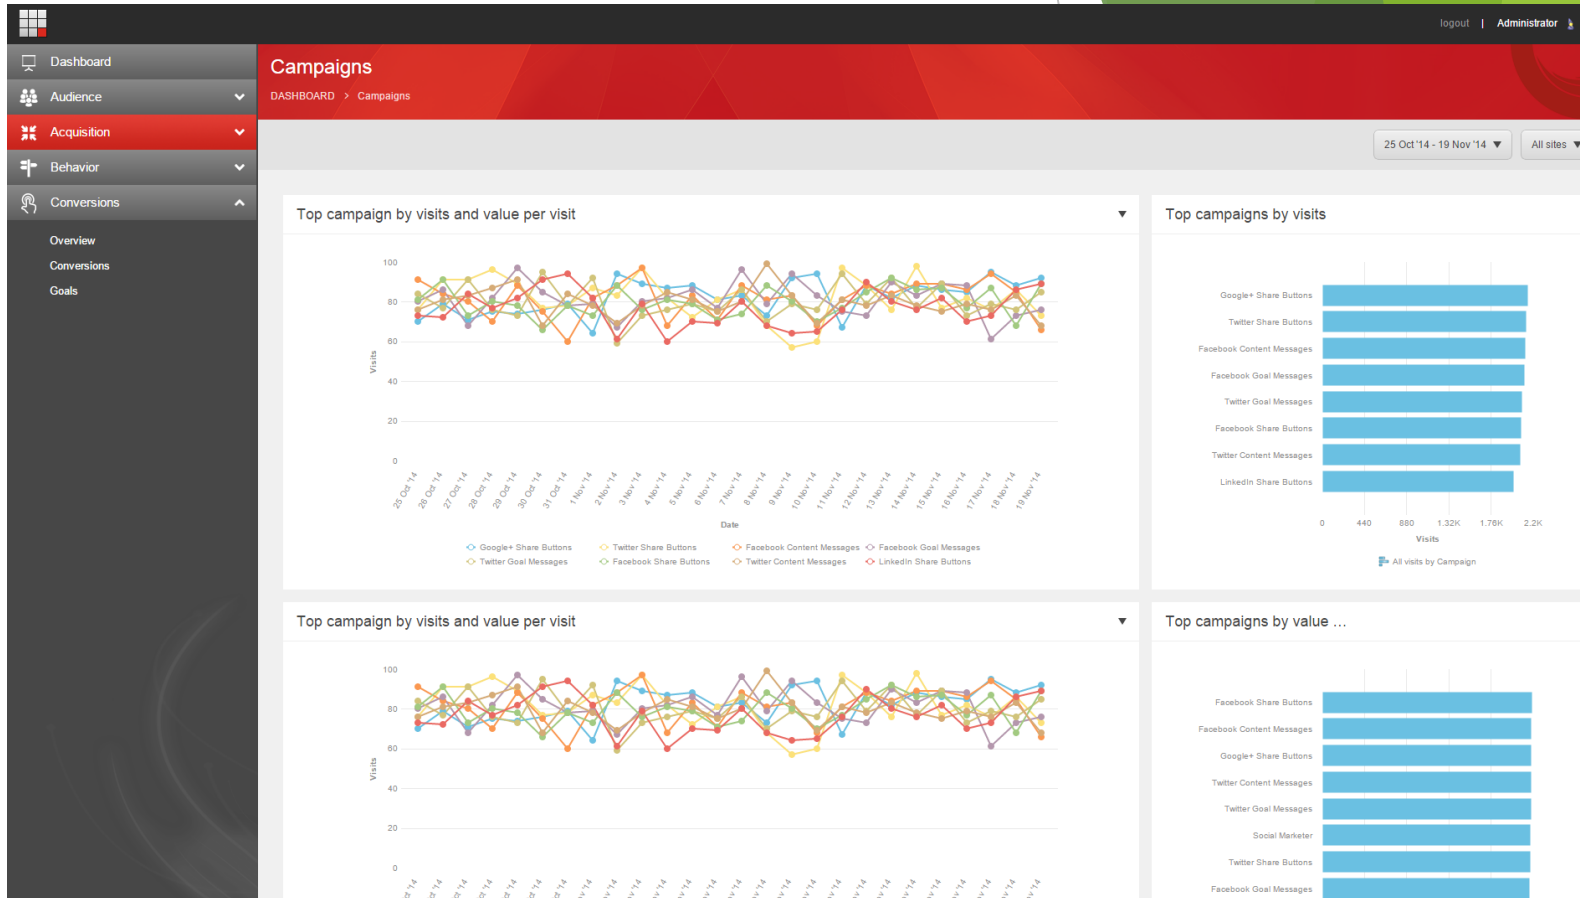 logout | Administrator
Dashboard
Audience
Acquisition
Behavior
Conversions
Overview
Conversions
Goals
Campaigns
DASHBOARD > Campaigns
25 Oct '14 - 19 Nov '14
All sites
Top campaign by visits and value per visit
100
80
60
40
20
0
Visits
25 Oct '14
26 Oct '14
27 Oct '14
28 Oct '14
29 Oct '14
30 Oct '14
31 Oct '14
1 Nov '14
2 Nov '14
3 Nov '14
4 Nov '14
5 Nov '14
6 Nov '14
7 Nov '14
8 Nov '14
9 Nov '14
10 Nov '14
11 Nov '14
12 Nov '14
13 Nov '14
14 Nov '14
15 Nov '14
16 Nov '14
17 Nov '14
18 Nov '14
19 Nov '14
Date
Google+ Share Buttons Twitter Share Buttons Facebook Content Messages Facebook Goal Messages
Twitter Goal Messages Facebook Share Buttons Twitter Content Messages LinkedIn Share Buttons
Top campaigns by visits
Google+ Share Buttons
Twitter Share Buttons
Facebook Content Messages
Facebook Goal Messages
Twitter Goal Messages
Facebook Share Buttons
Twitter Content Messages
LinkedIn Share Buttons
0 440 880 1.32K 1.76K 2.2K
Visits
All visits by Campaign
Top campaign by visits and value per visit
100
80
60
40
20
0
Visits
Top campaigns by value ...
Facebook Share Buttons
Facebook Content Messages
Google+ Share Buttons
Twitter Content Messages
Twitter Goal Messages
Social Marketer
Twitter Share Buttons
Facebook Goal Messages